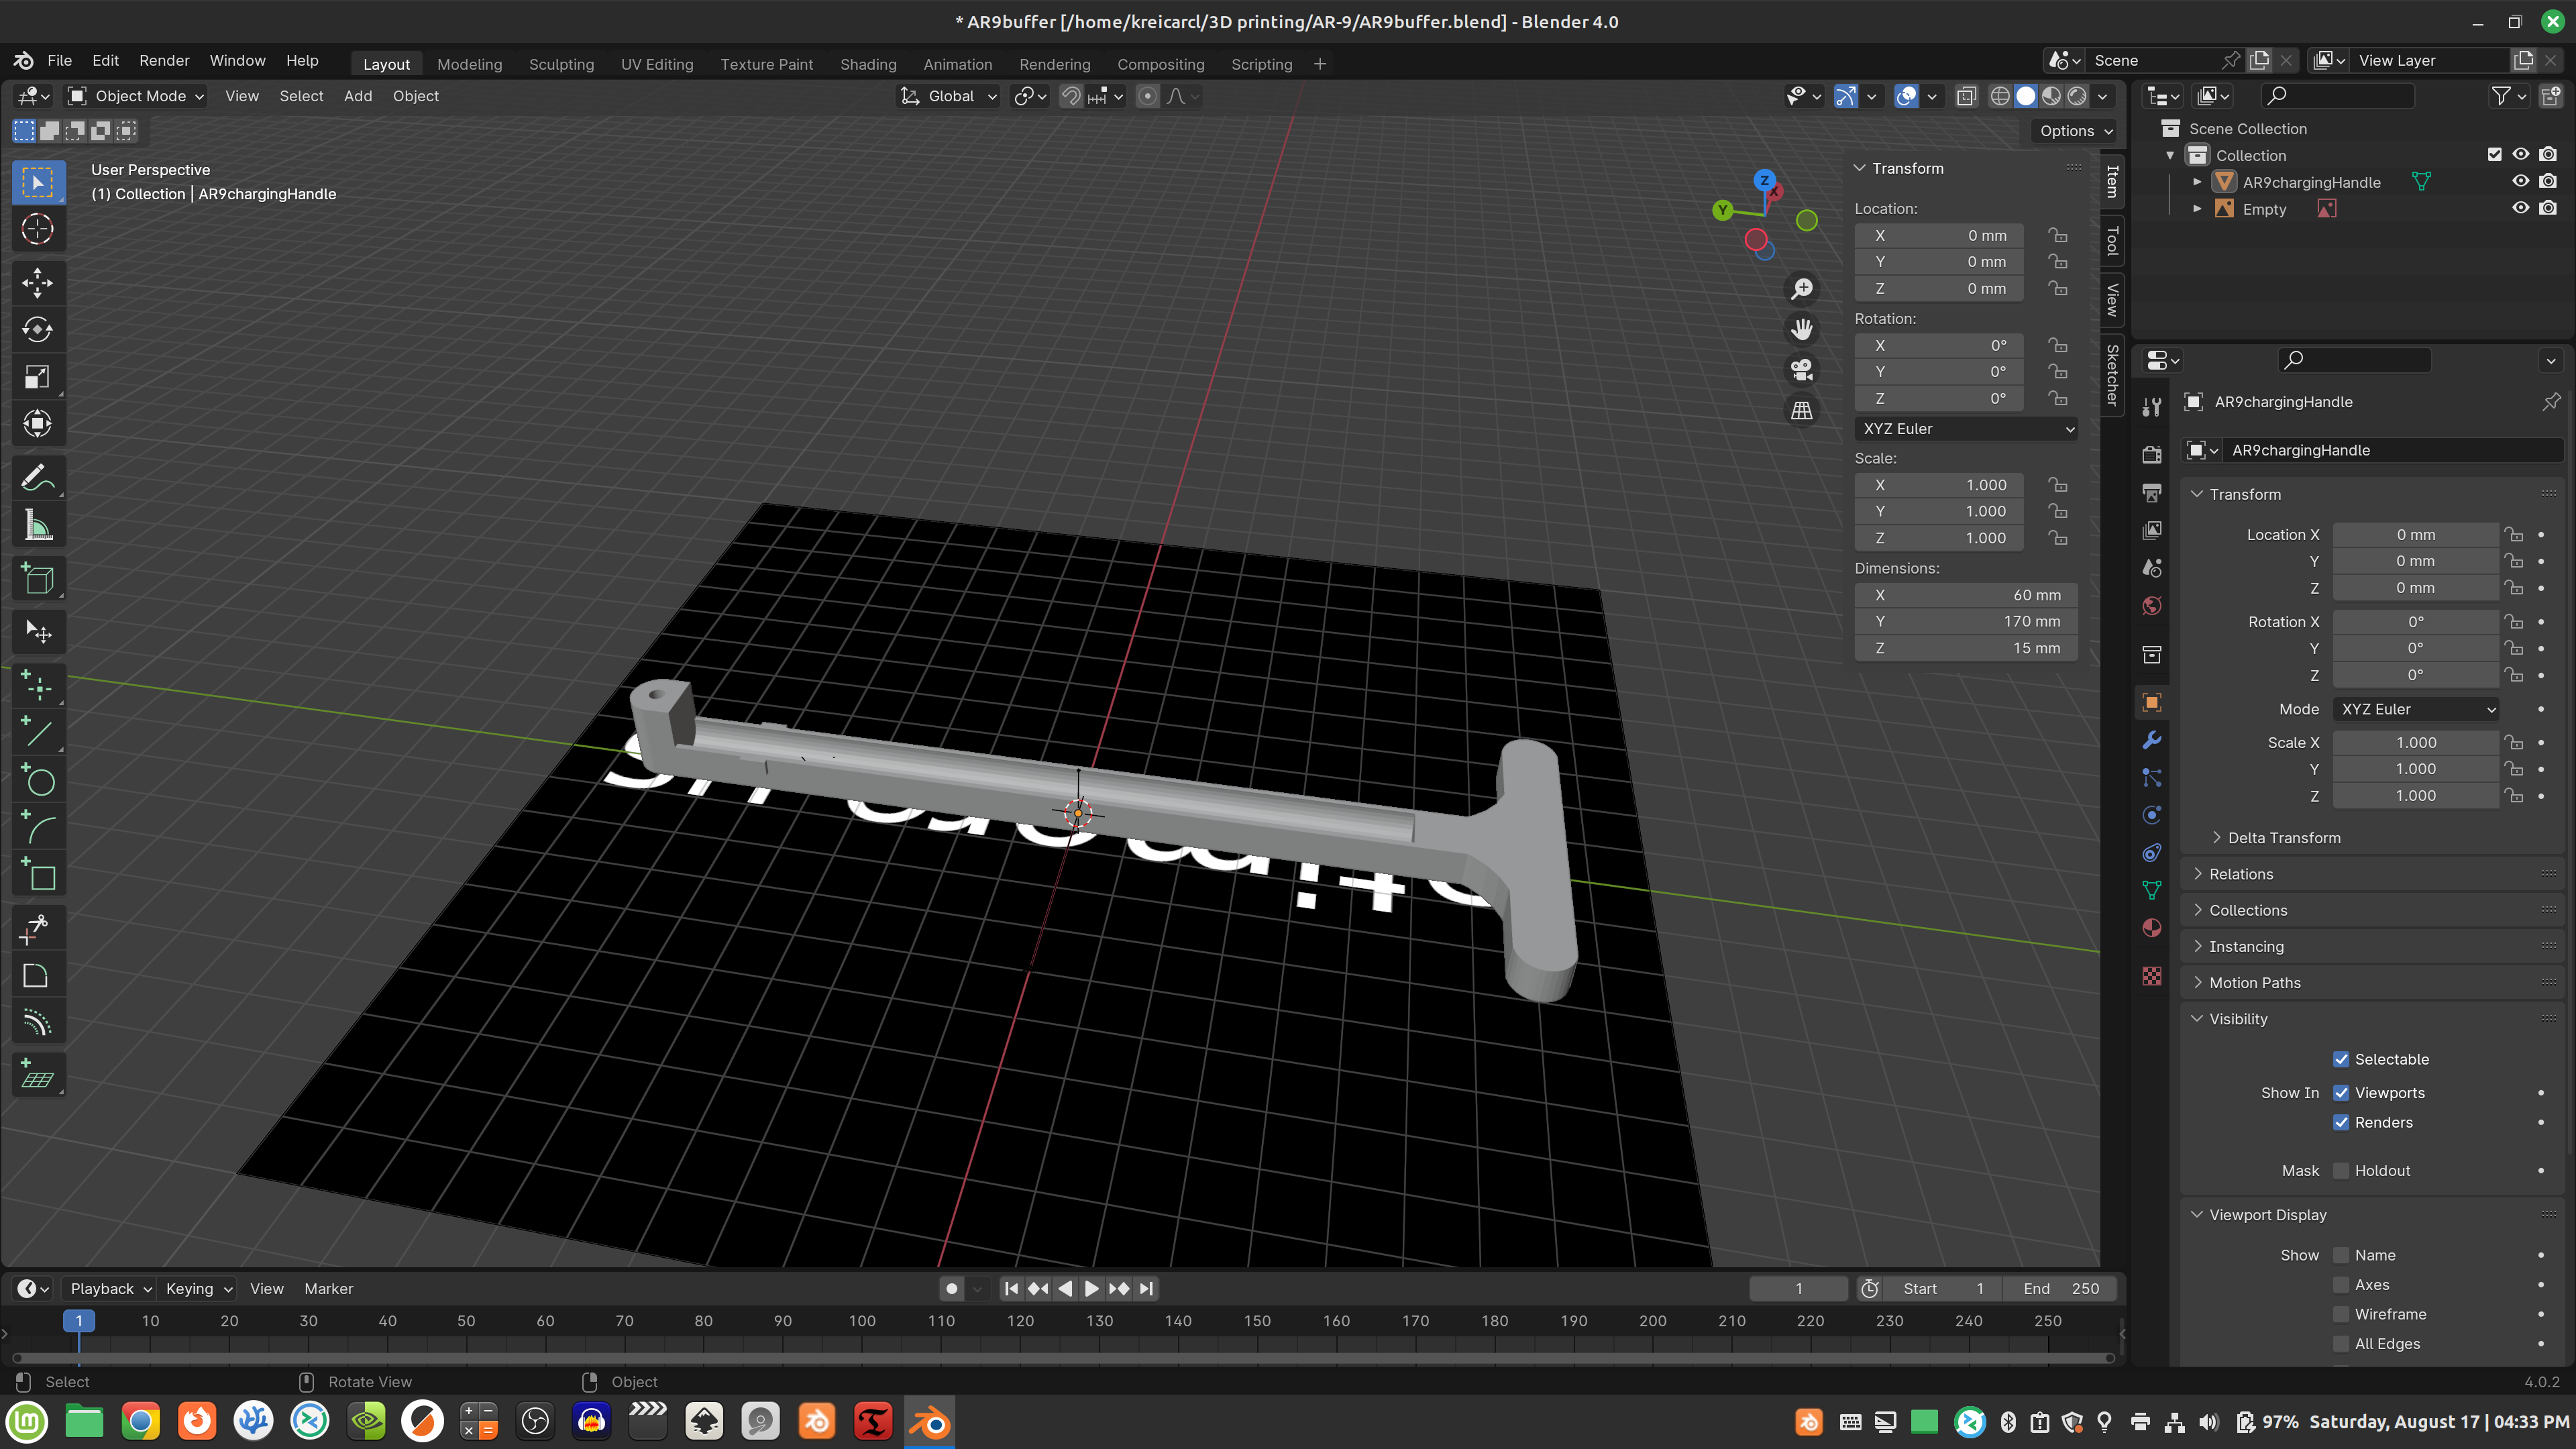 * AR9buffer [/home/kreicarcl/3D printing/AR-9/AR9buffer.blend] - Blender 4.0
File Edit Render Window Help Layout Modeling Sculpting UV Editing Texture Paint Shading Animation Rendering Compositing Scripting + Scene View Layer
Object Mode View Select Add Object Global
Options
User Perspective
(1) Collection | AR9chargingHandle
Z
X
Y
Transform
Location:
X 0 mm
Y 0 mm
Z 0 mm
Rotation:
X 0°
Y 0°
Z 0°
XYZ Euler
Scale:
X 1.000
Y 1.000
Z 1.000
Dimensions:
X 60 mm
Y 170 mm
Z 15 mm
Item
Tool
View
Sketcher
Scene Collection
Collection
AR9chargingHandle
Empty
AR9chargingHandle
AR9chargingHandle
Transform
Location X 0 mm
Y 0 mm
Z 0 mm
Rotation X 0°
Y 0°
Z 0°
Mode XYZ Euler
Scale X 1.000
Y 1.000
Z 1.000
Delta Transform
Relations
Collections
Instancing
Motion Paths
Visibility
Selectable
Show In Viewports
Renders
Mask Holdout
Viewport Display
Show Name
Axes
Wireframe
All Edges
Playback Keying View Marker 1 Start 1 End 250
1 10 20 30 40 50 60 70 80 90 100 110 120 130 140 150 160 170 180 190 200 210 220 230 240 250
Select Rotate View Object 4.0.2
97% Saturday, August 17 | 04:33 PM